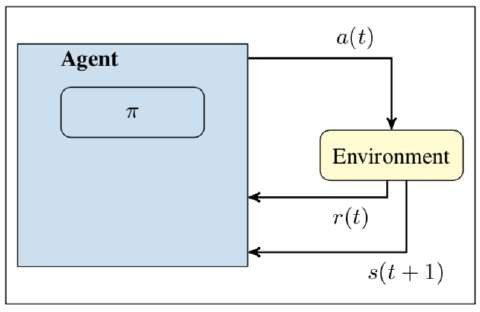 a(t)
Agent
π
Environment
r(t)
s(t + 1)